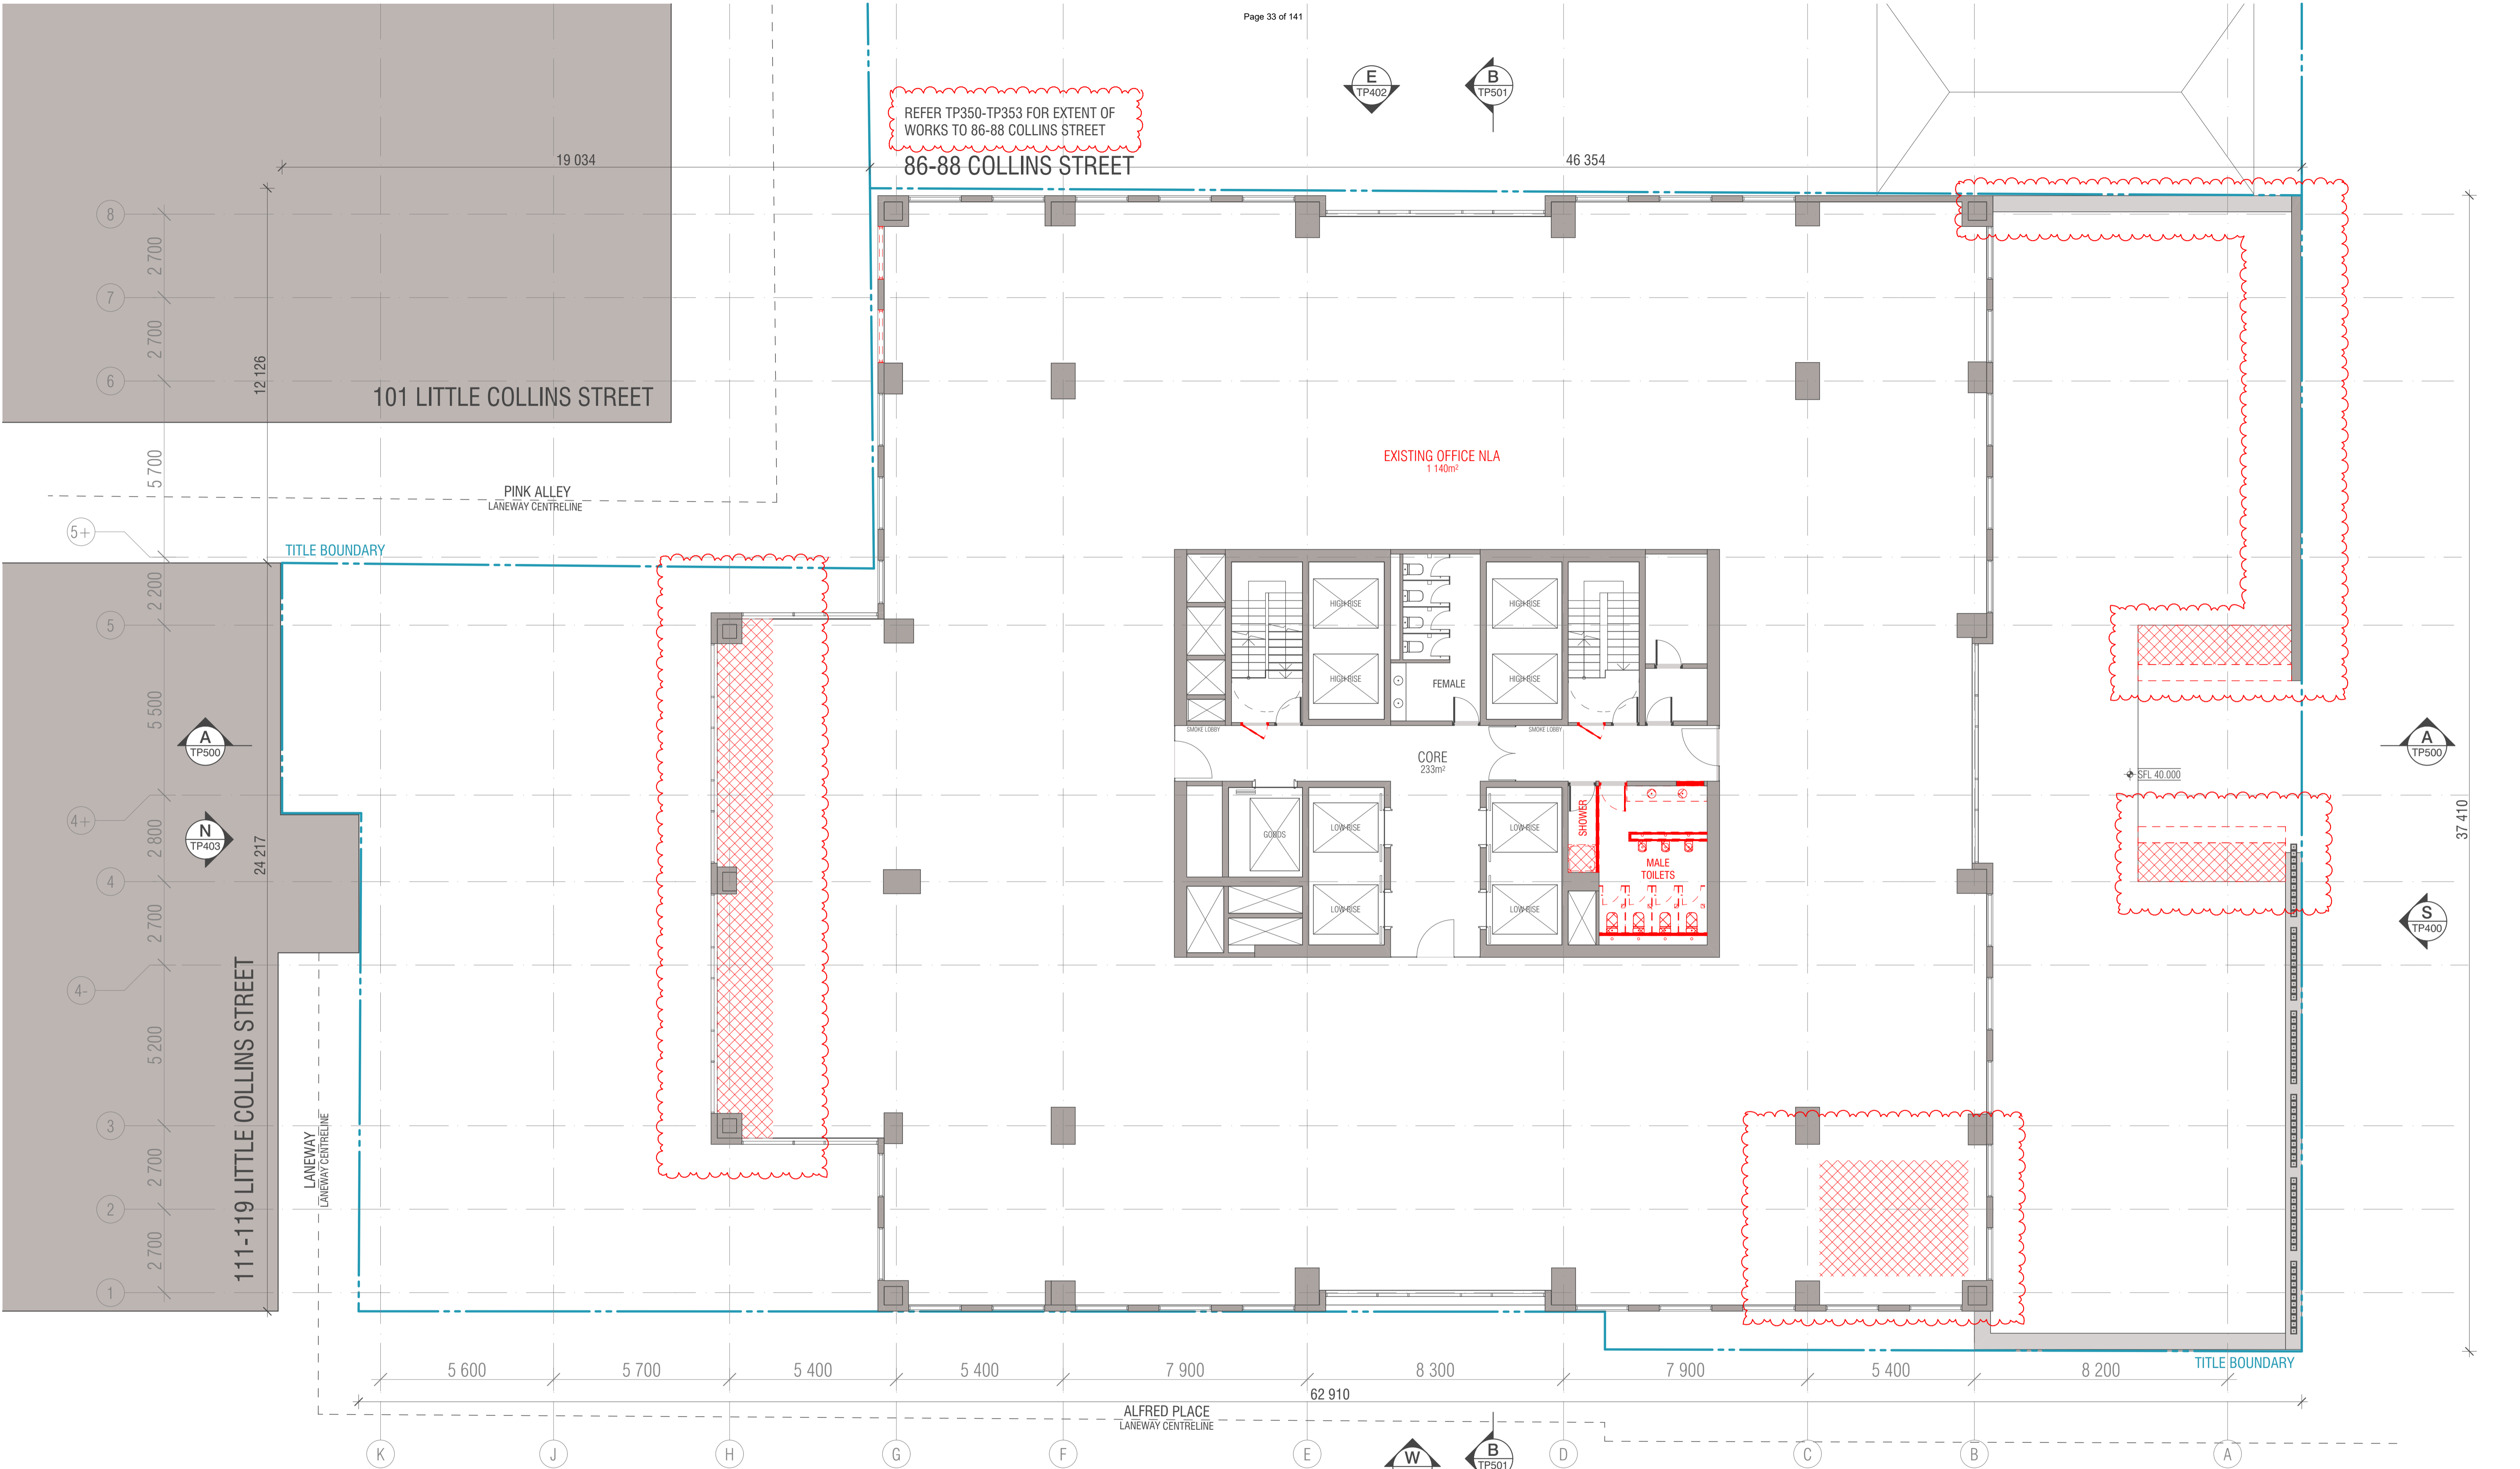 Page 33 of 141
E
TP402
B
TP501
REFER TP350-TP353 FOR EXTENT OF
WORKS TO 86-88 COLLINS STREET
86-88 COLLINS STREET
19 034
46 354
8
2 700
7
2 700
6
12 126
101 LITTLE COLLINS STREET
5 700
EXISTING OFFICE NLA
1 140m²
PINK ALLEY
LANEWAY CENTRELINE
5+
TITLE BOUNDARY
2 200
5
HIGH RISE
HIGH RISE
HIGH RISE
HIGH RISE
FEMALE
5 500
A
TP500
SMOKE LOBBY
SMOKE LOBBY
CORE
233m²
A
TP500
SFL 40.000
4+
2 800
N
TP403
24 217
GOODS
LOW RISE
LOW RISE
SHOWER
37 410
MALE
TOILETS
4
LOW RISE
LOW RISE
S
TP400
2 700
4-
111-119 LITTLE COLLINS STREET
5 200
3
LANEWAY
LANEWAY CENTRELINE
2 700
2
2 700
1
TITLE BOUNDARY
5 600
5 700
5 400
5 400
7 900
8 300
7 900
5 400
8 200
62 910
ALFRED PLACE
LANEWAY CENTRELINE
K
J
H
G
F
E
W
B
TP501
D
C
B
A